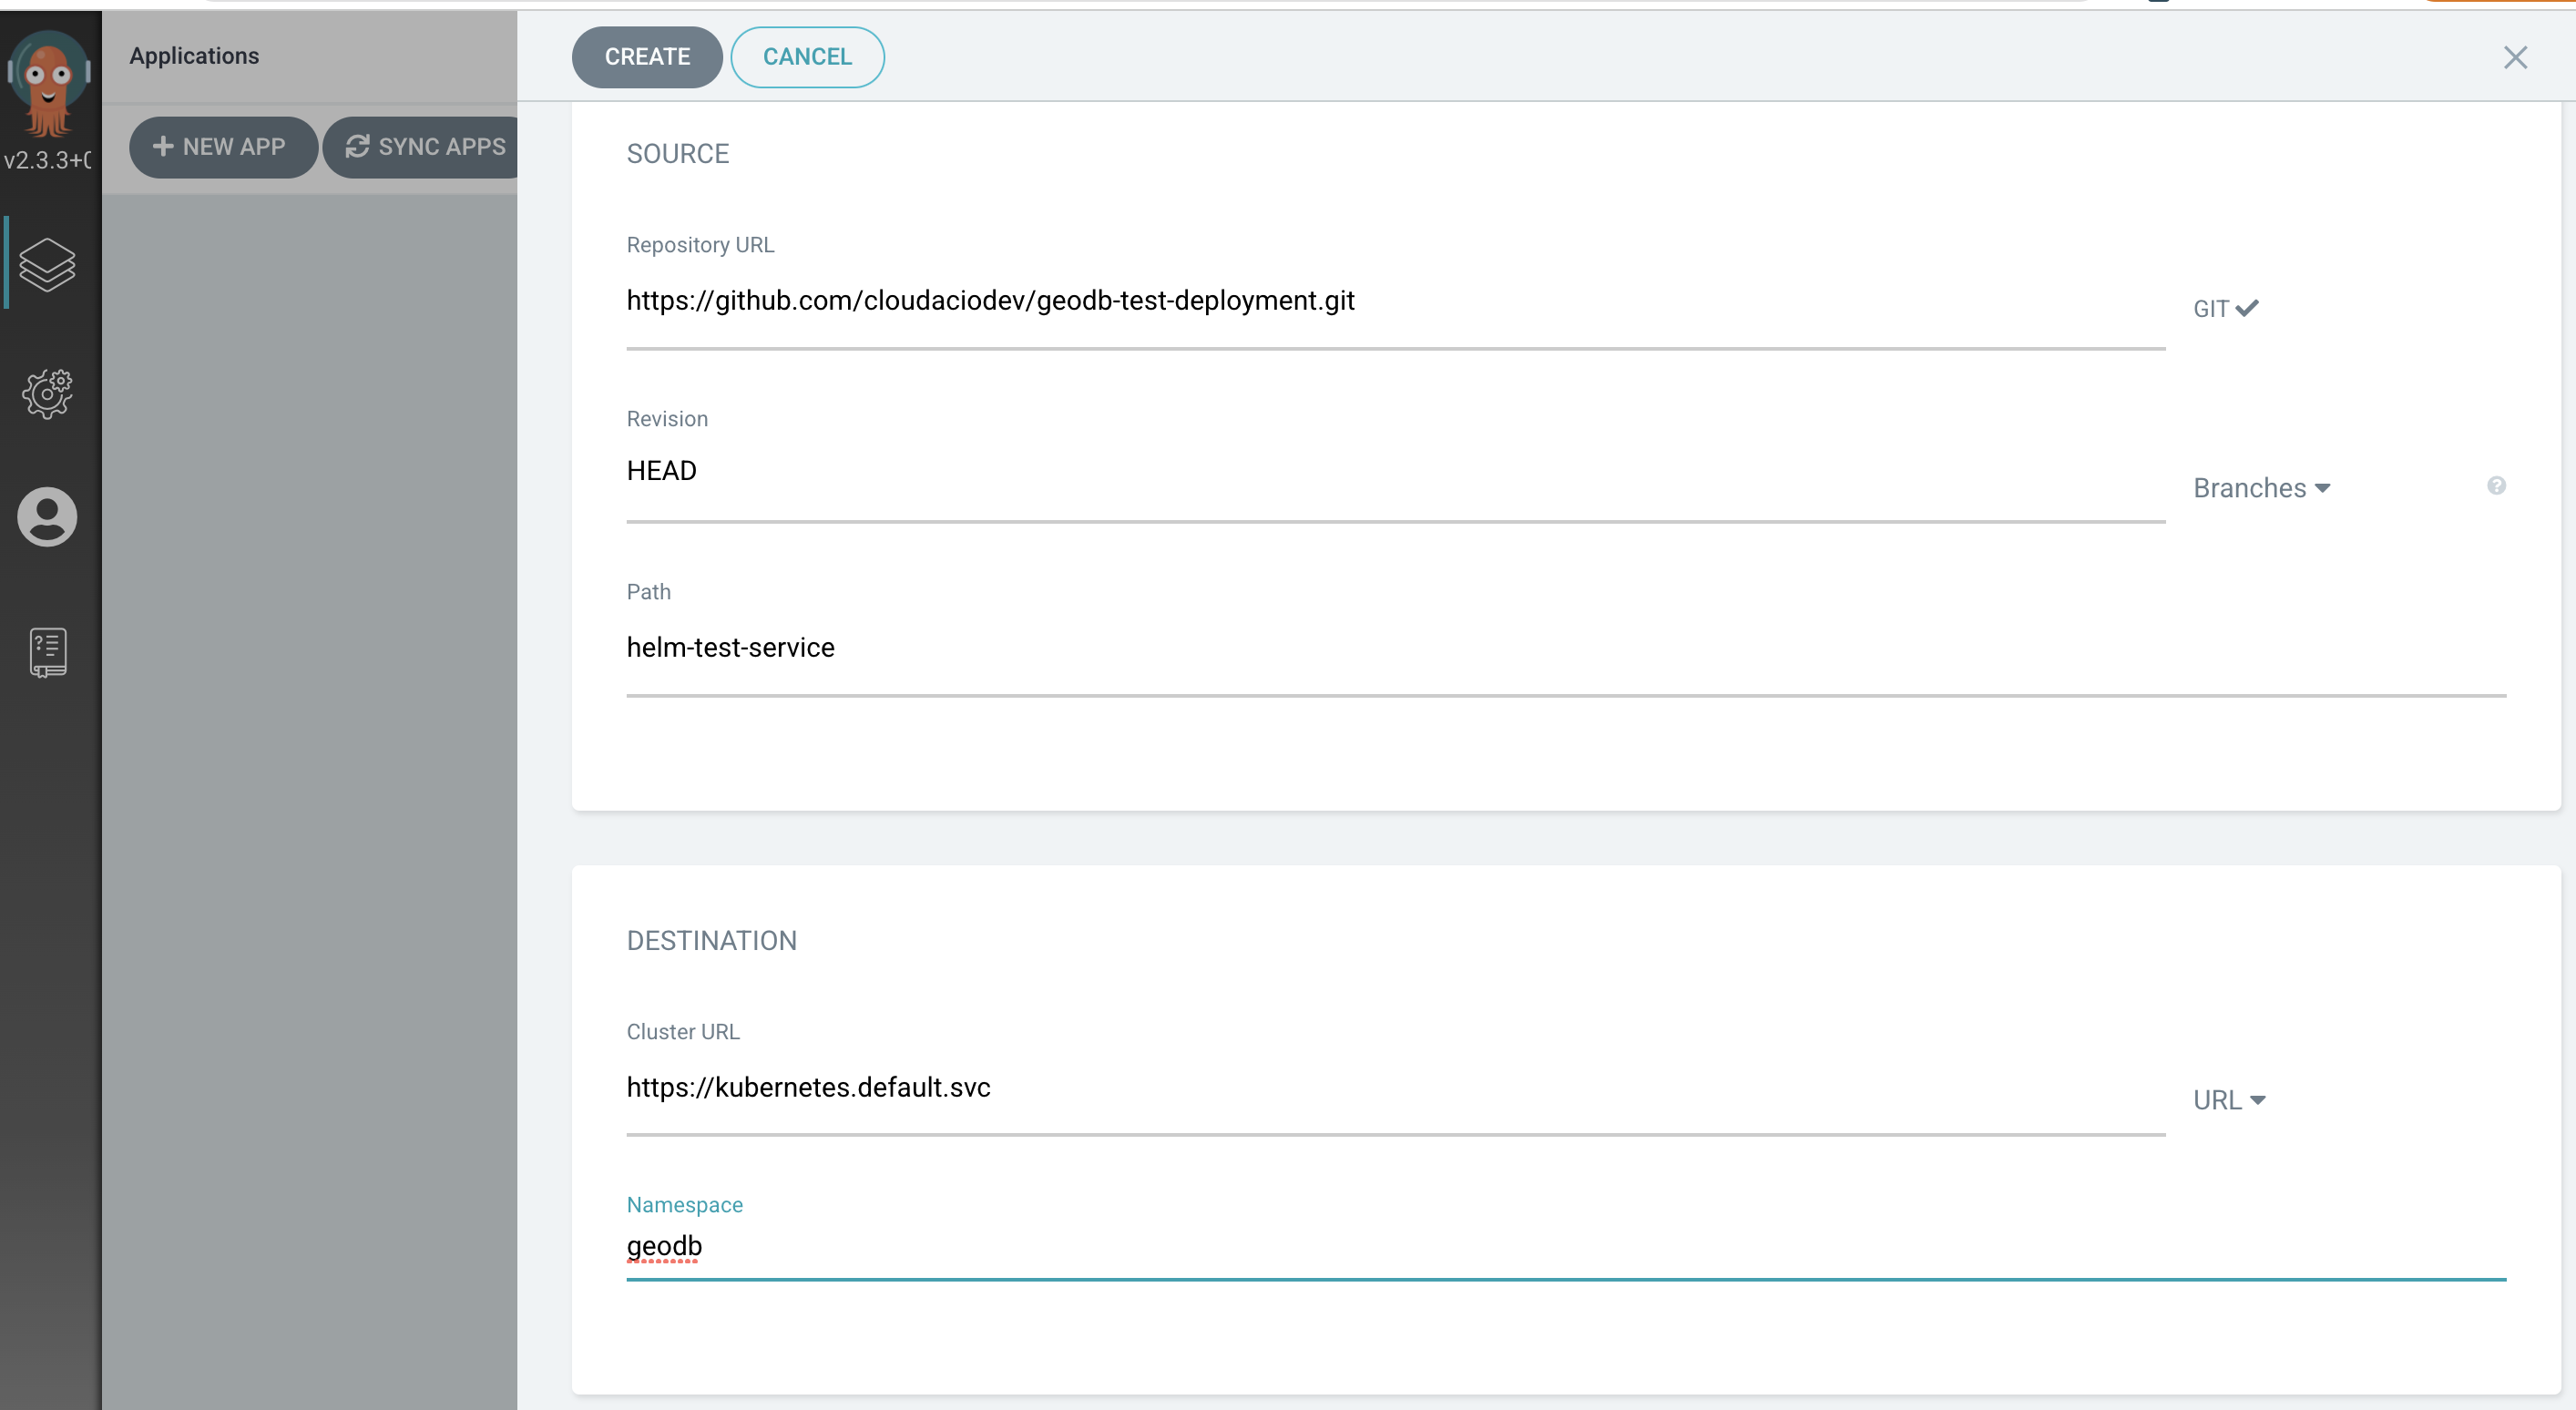 Applications
CREATE
CANCEL
NEW APP
SYNC APPS
v2.3.3+
SOURCE
Repository URL
https://github.com/cloudaciodev/geodb-test-deployment.git
GIT
Revision
HEAD
Branches
?
Path
helm-test-service
DESTINATION
Cluster URL
https://kubernetes.default.svc
URL
Namespace
geodb